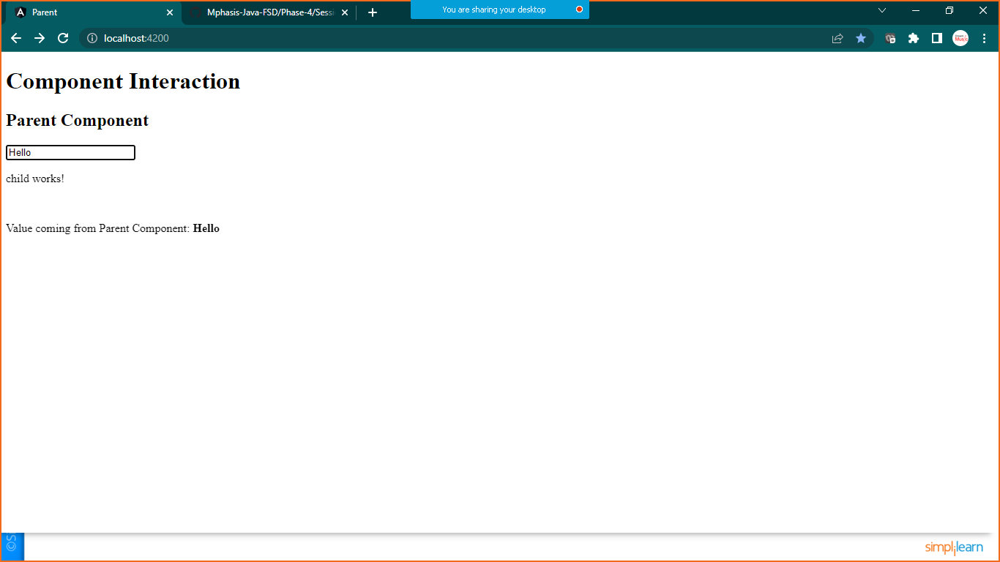 Parent
Mphasis-Java-FSD/Phase-4/Sessi
You are sharing your desktop
localhost:4200
Component Interaction
Parent Component
Hello
child works!
Value coming from Parent Component: Hello
simplilearn